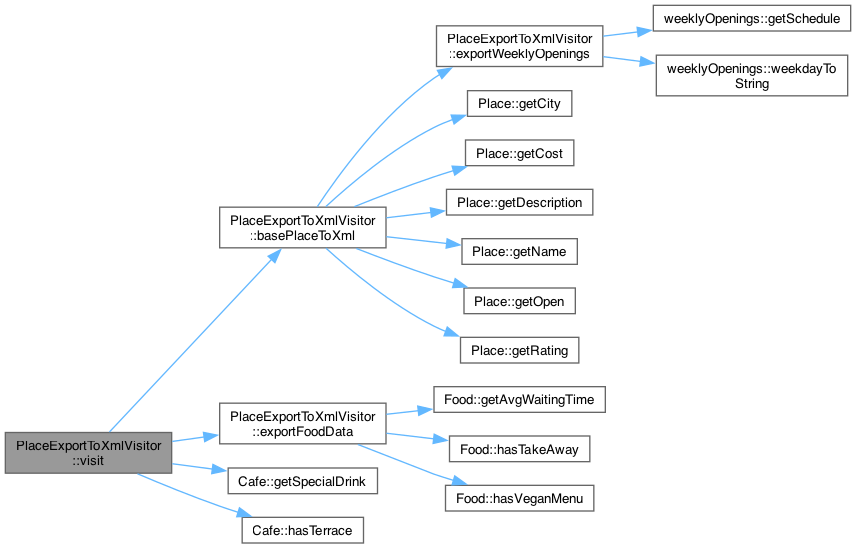 PlaceExportToXmlVisitor
::visit
PlaceExportToXmlVisitor
::basePlaceToXml
PlaceExportToXmlVisitor
::exportWeeklyOpenings
weeklyOpenings::getSchedule
weeklyOpenings::weekdayTo
String
Place::getCity
Place::getCost
Place::getDescription
Place::getName
Place::getOpen
Place::getRating
PlaceExportToXmlVisitor
::exportFoodData
Food::getAvgWaitingTime
Food::hasTakeAway
Food::hasVeganMenu
Cafe::getSpecialDrink
Cafe::hasTerrace